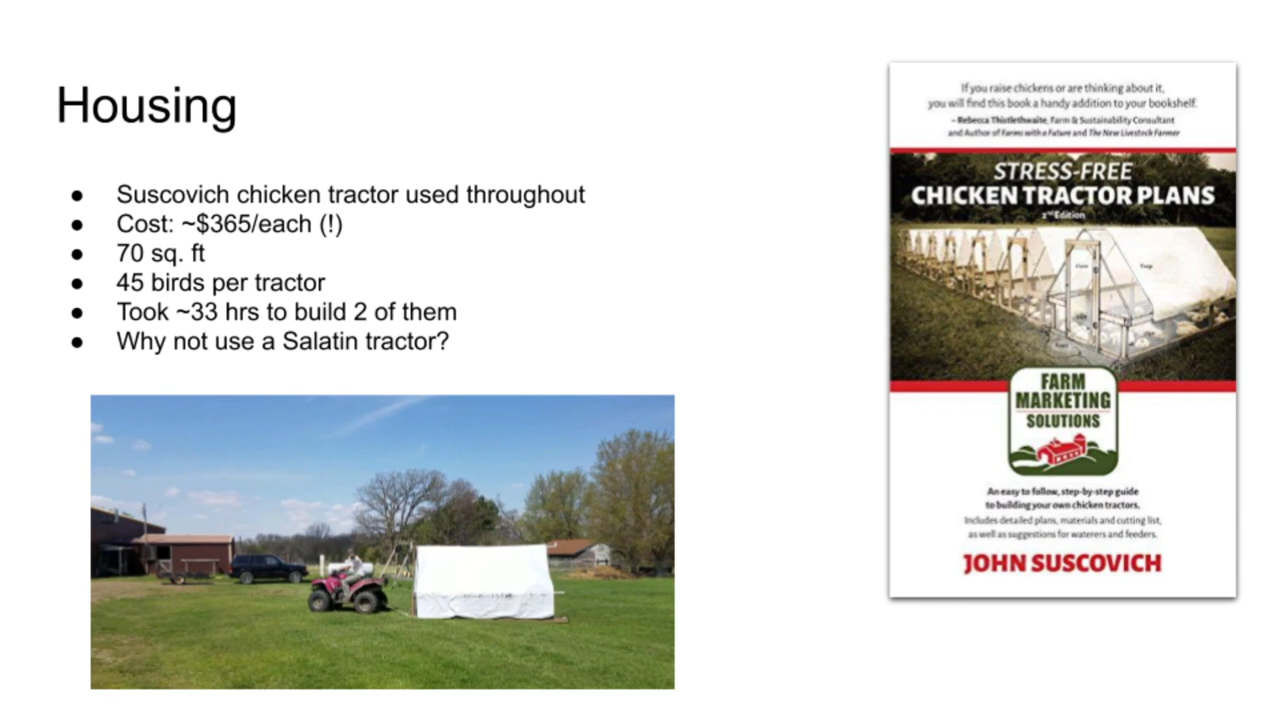 Housing
● Suscovich chicken tractor used throughout
● Cost: ~$365/each (!)
● 70 sq. ft
● 45 birds per tractor
● Took ~33 hrs to build 2 of them
● Why not use a Salatin tractor?
If you raise chickens or are thinking about it,
you will find this book a handy addition to your bookshelf.
– Rebecca Thistlethwaite, Farm & Sustainability Consultant
and Author of Farms with a Future and The New Livestock Farmer
STRESS-FREE
CHICKEN TRACTOR PLANS
2nd Edition
FARM
MARKETING
SOLUTIONS
An easy to follow, step-by-step guide
to building your own chicken tractors.
Includes detailed plans, materials and cutting list,
as well as suggestions for waterers and feeders.
JOHN SUSCOVICH